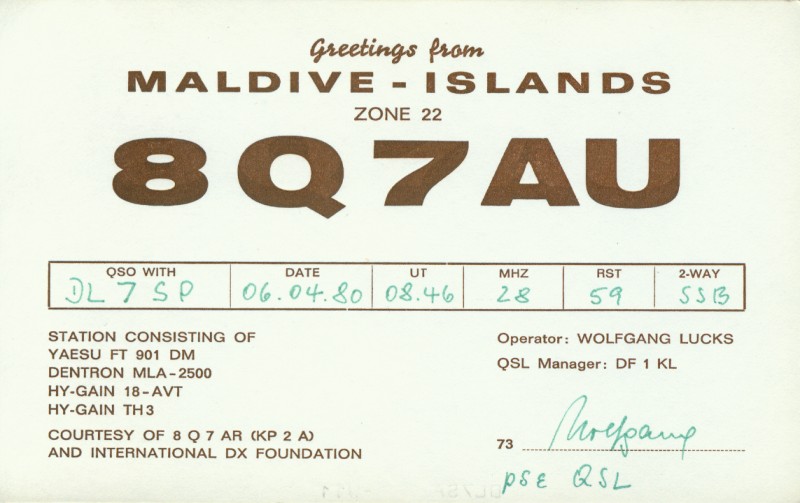 Greetings from
MALDIVE - ISLANDS
ZONE 22
8Q7AU
QSO WITH DATE UT MHZ RST 2-WAY
DL7SP 06.04.80 08.46 28 59 SSB
STATION CONSISTING OF
YAESU FT 901 DM
DENTRON MLA-2500
HY-GAIN 18-AVT
HY-GAIN TH3
COURTESY OF 8 Q 7 AR (KP 2 A)
AND INTERNATIONAL DX FOUNDATION
Operator: WOLFGANG LUCKS
QSL Manager: DF 1 KL
73 Wolfgang
PSE QSL